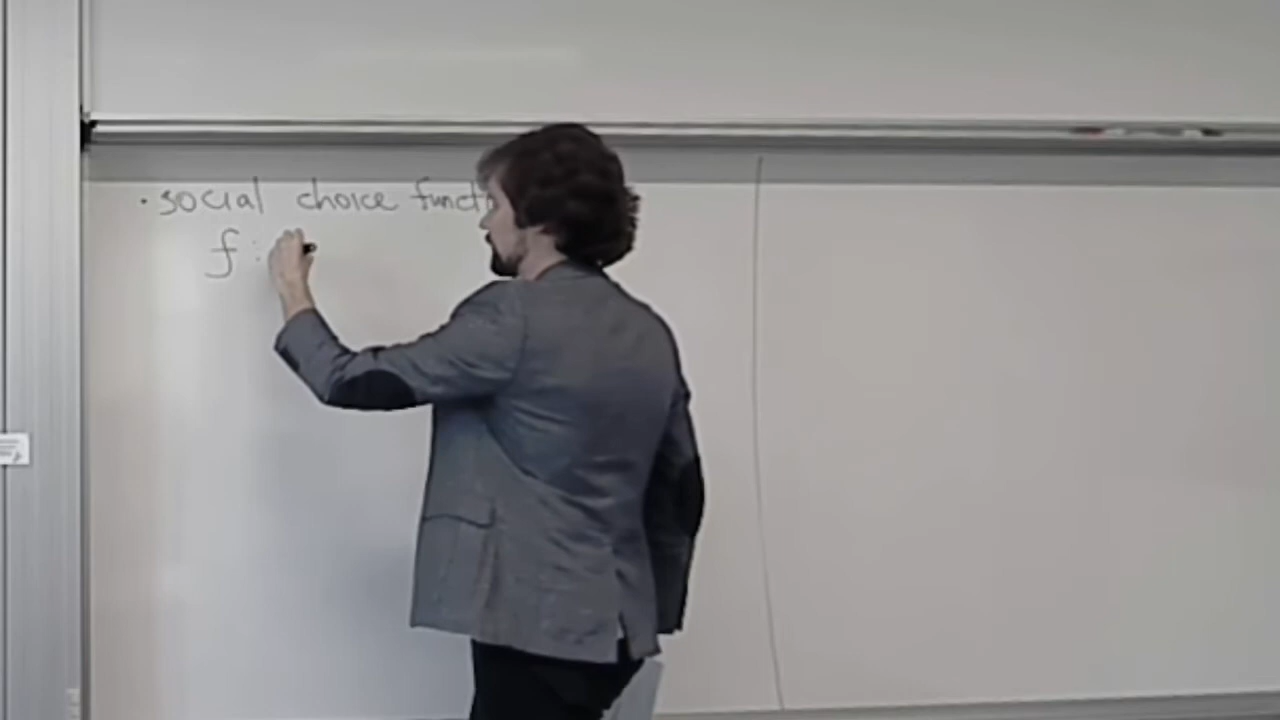 • social choice funct
f :